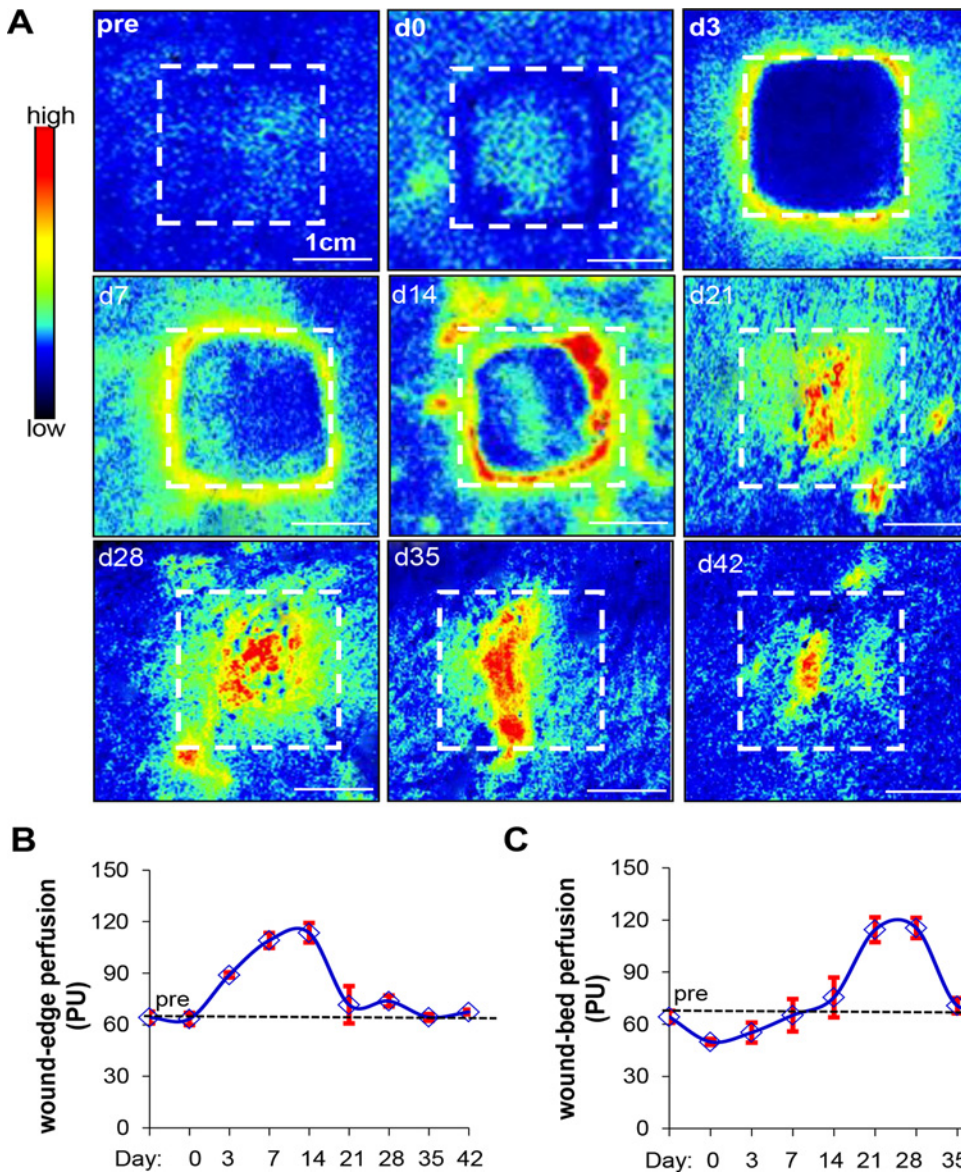 A
pre
d0
d3
high
low
1cm
d7
d14
d21
d28
d35
d42
B
150
120
90
60
30
0
wound-edge perfusion
(PU)
pre
Day: 0 3 7 14 21 28 35 42
C
150
120
90
60
30
0
wound-bed perfusion
(PU)
pre
Day: 0 3 7 14 21 28 35